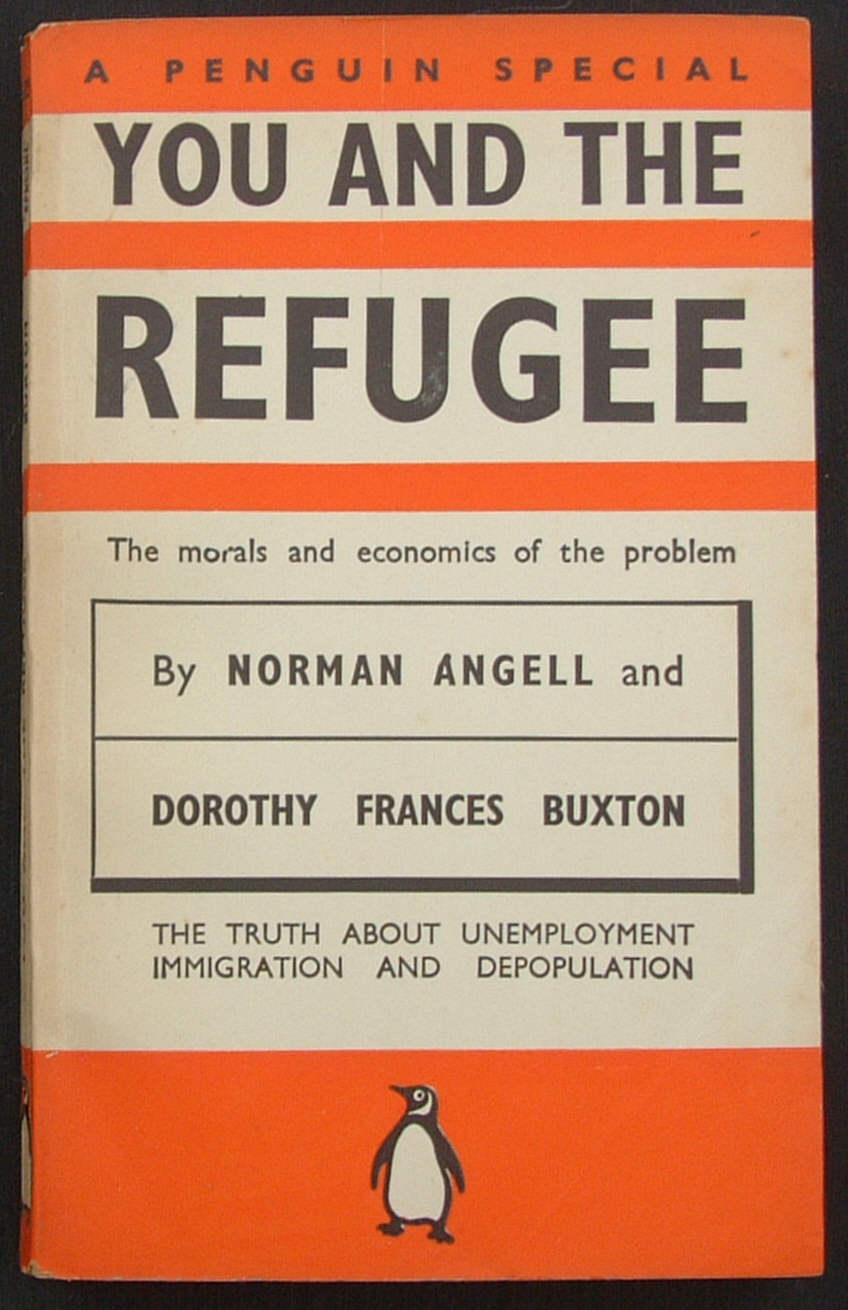 A PENGUIN SPECIAL
YOU AND THE
REFUGEE
The morals and economics of the problem
By NORMAN ANGELL and
DOROTHY FRANCES BUXTON
THE TRUTH ABOUT UNEMPLOYMENT
IMMIGRATION AND DEPOPULATION